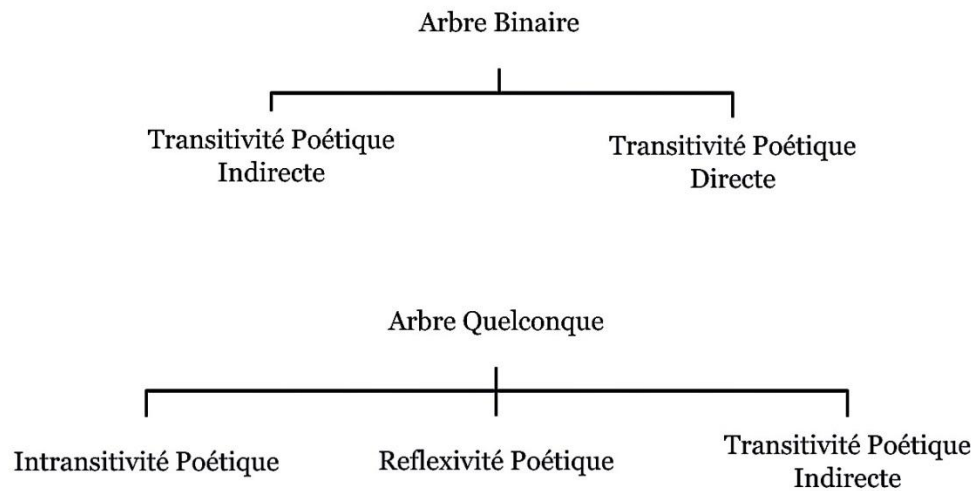 Arbre Binaire
Transitivité Poétique
Indirecte
Transitivité Poétique
Directe
Arbre Quelconque
Intransitivité Poétique
Reflexivité Poétique
Transitivité Poétique
Indirecte